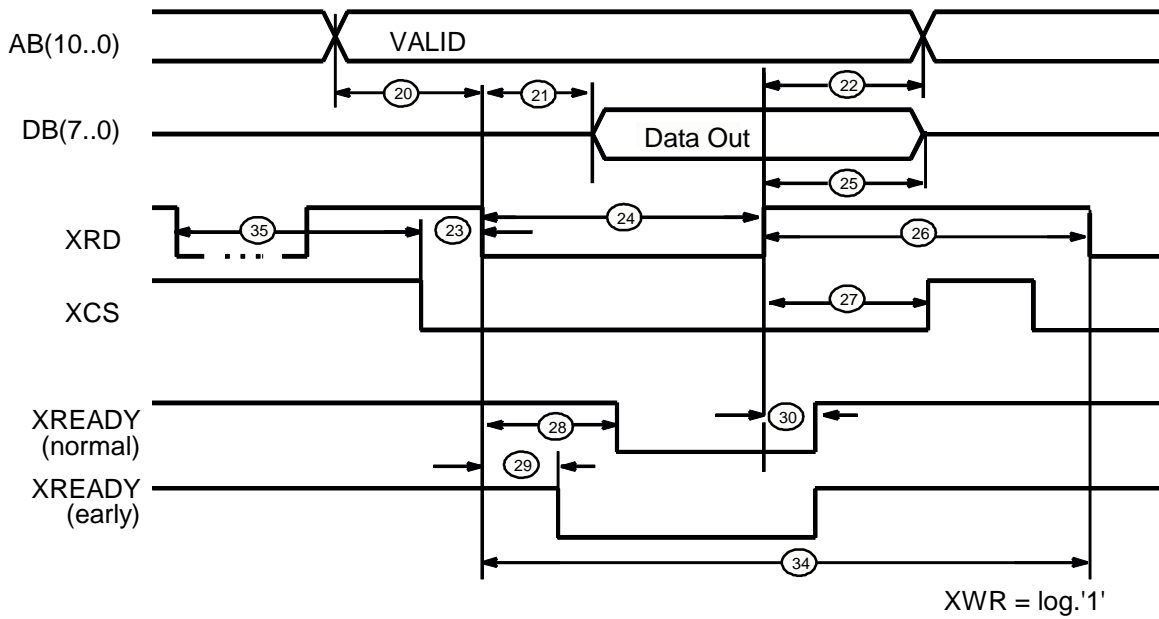 AB(10..0)
VALID
20
21
22
DB(7..0)
Data Out
25
XRD
35
23
24
26
XCS
27
XREADY
(normal)
28
30
29
XREADY
(early)
34
XWR = log.'1'